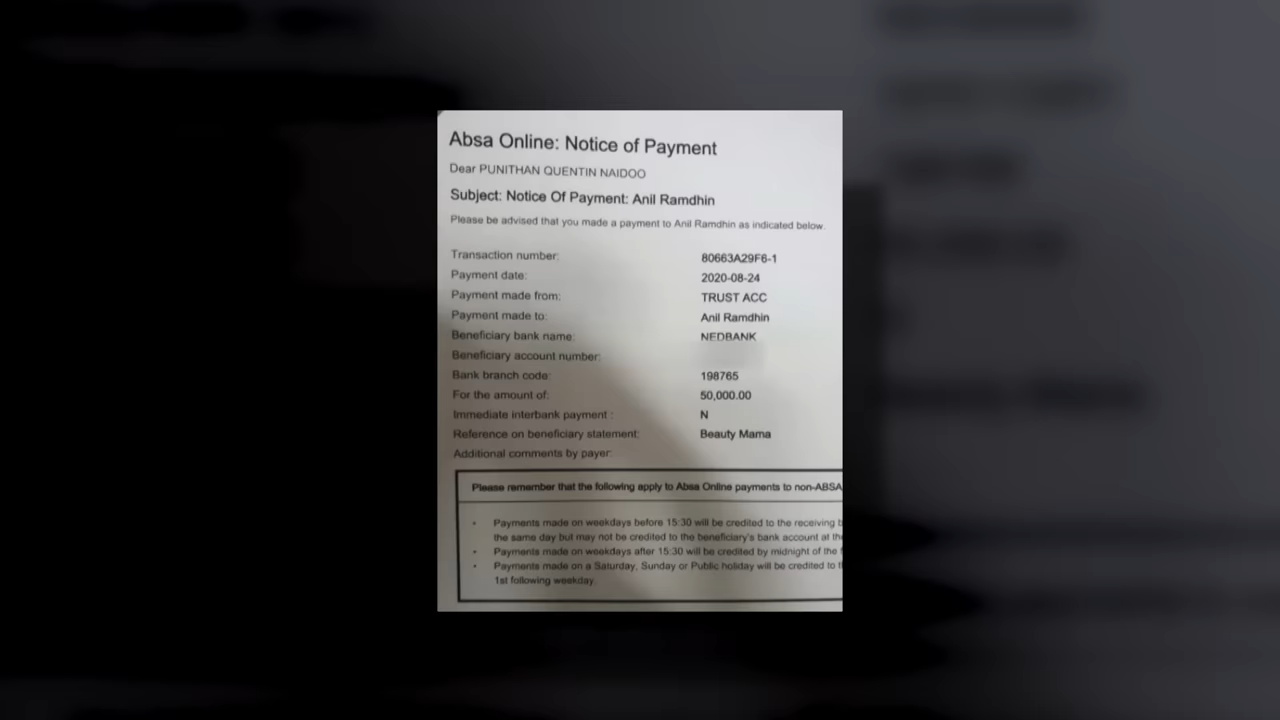 Absa Online: Notice of Payment
Dear PUNITHAN QUENTIN NAIDOO
Subject: Notice Of Payment: Anil Ramdhin
Please be advised that you made a payment to Anil Ramdhin as indicated below.
Transaction number: 80663A29F6-1
Payment date: 2020-08-24
Payment made from: TRUST ACC
Payment made to: Anil Ramdhin
Beneficiary bank name: NEDBANK
Beneficiary account number:
Bank branch code: 198765
For the amount of: 50,000.00
Immediate interbank payment : N
Reference on beneficiary statement: Beauty Mama
Additional comments by payer:
Please remember that the following apply to Absa Online payments to non-ABSA
• Payments made on weekdays before 15:30 will be credited to the receiving
the same day but may not be credited to the beneficiary's bank account at
• Payments made on weekdays after 15:30 will be credited by midnight of the
• Payments made on a Saturday, Sunday or Public holiday will be credited to
1st following weekday.